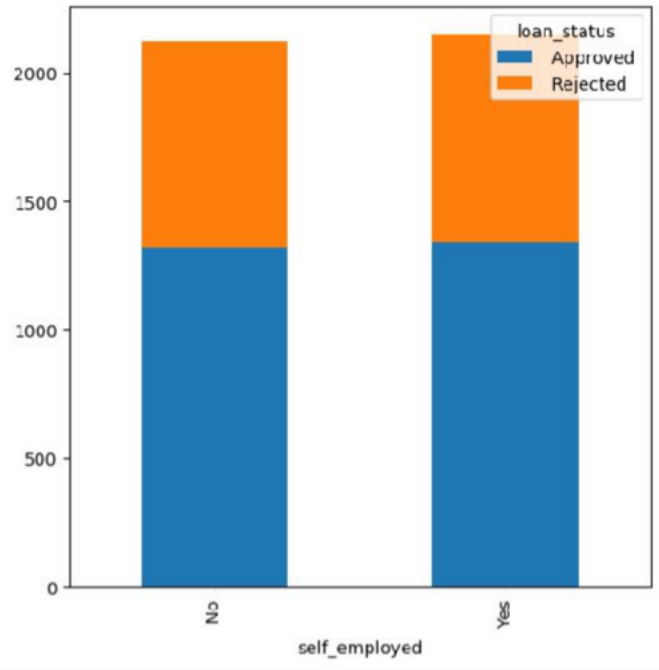 loan_status
Approved
Rejected
2000
1500
1000
500
0
No
Yes
self_employed